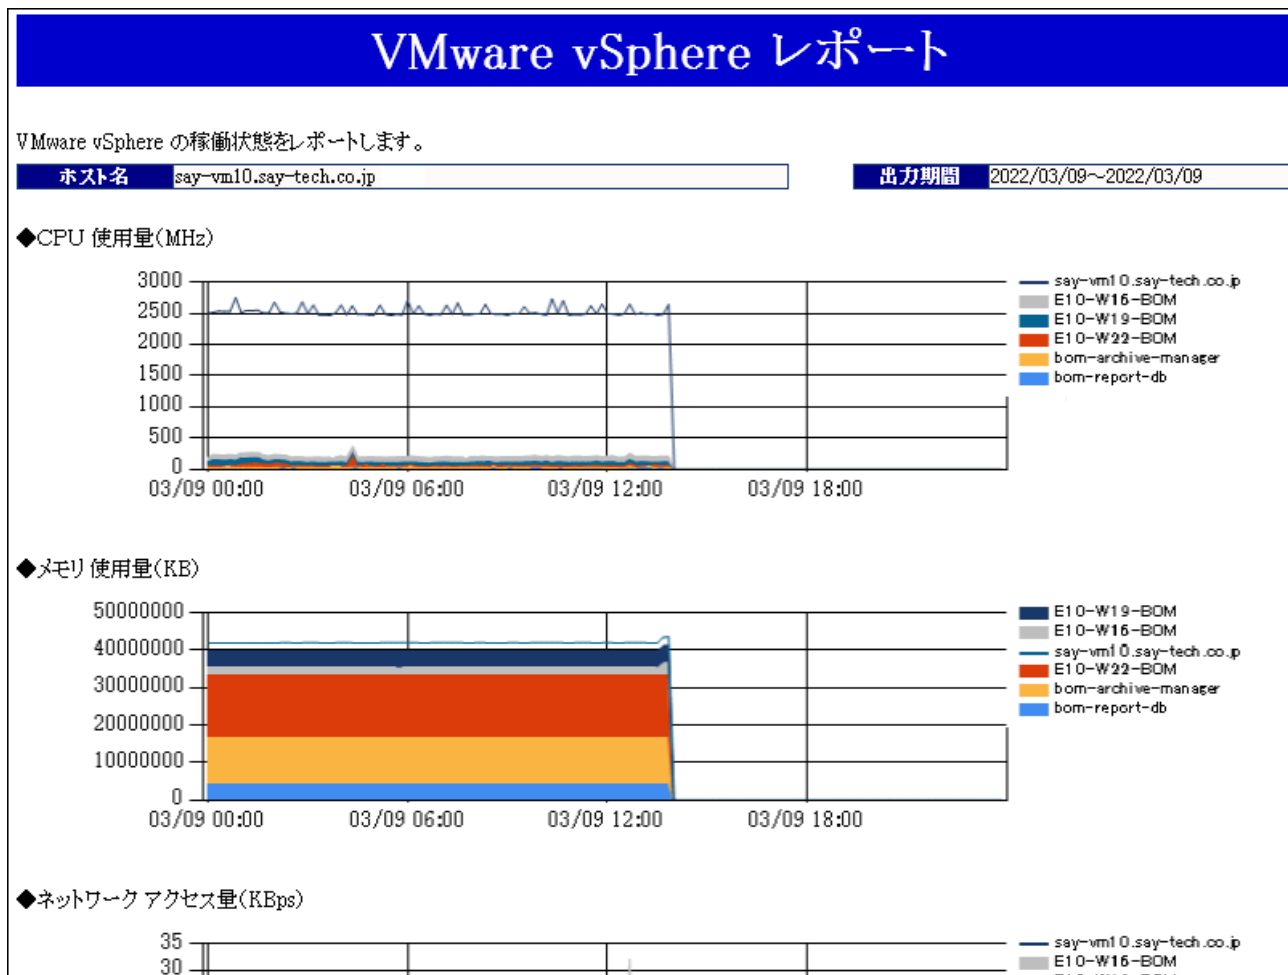 VMware vSphere レポート
VMware vSphere の稼働状態をレポートします。
ホスト名 say-vm10.say-tech.co.jp 出力期間 2022/03/09～2022/03/09
◆CPU 使用量(MHz)
3000
2500
2000
1500
1000
500
0
03/09 00:00 03/09 06:00 03/09 12:00 03/09 18:00
say-vm10.say-tech.co.jp
E10-W16-BOM
E10-W19-BOM
E10-W22-BOM
bom-archive-manager
bom-report-db
◆メモリ使用量(KB)
50000000
40000000
30000000
20000000
10000000
0
03/09 00:00 03/09 06:00 03/09 12:00 03/09 18:00
E10-W19-BOM
E10-W16-BOM
say-vm10.say-tech.co.jp
E10-W22-BOM
bom-archive-manager
bom-report-db
◆ネットワーク アクセス量(KBps)
35
30
say-vm10.say-tech.co.jp
E10-W16-BOM